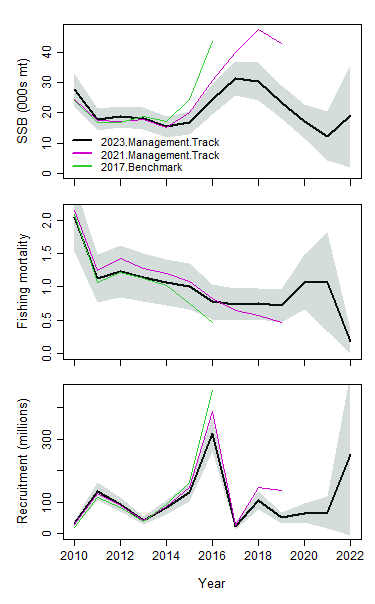 SSB (000s mt)
40
30
20
10
0
2023.Management.Track
2021.Management.Track
2017.Benchmark
Fishing mortality
2.0
1.5
1.0
0.5
0.0
Recruitment (millions)
300
100
0
2010 2012 2014 2016 2018 2020 2022
Year